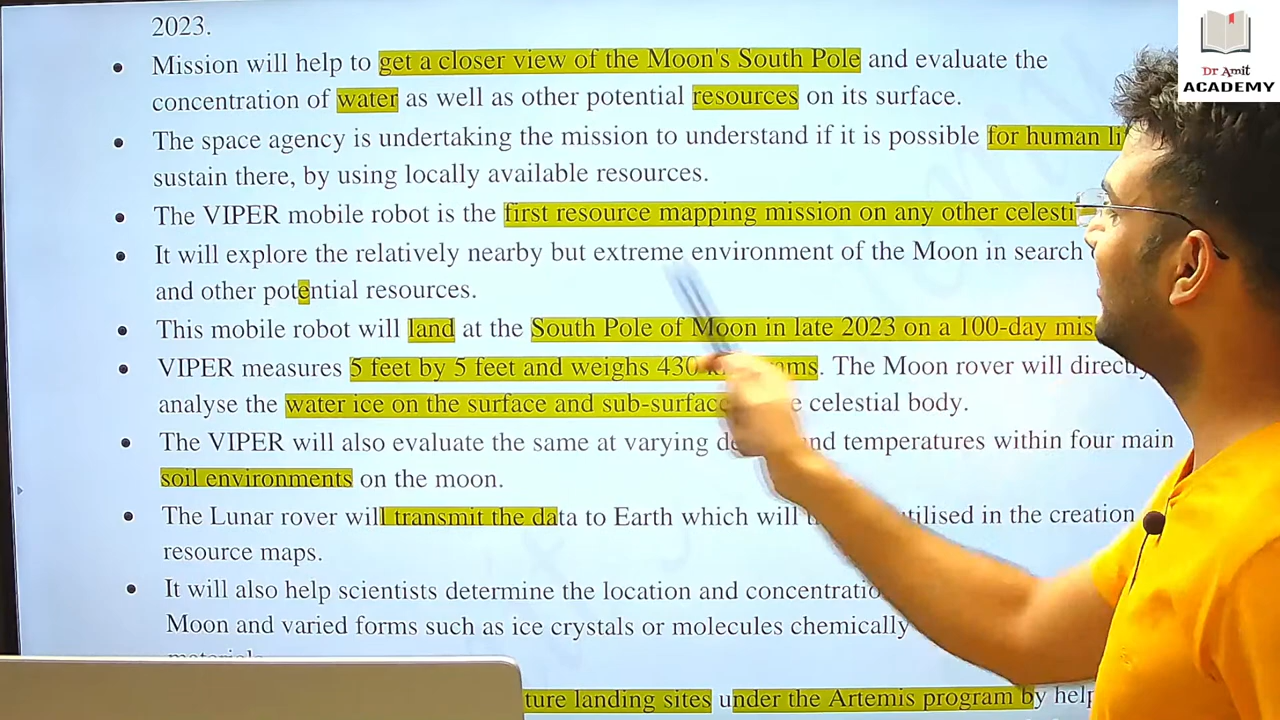 2023.
• Mission will help to get a closer view of the Moon's South Pole and evaluate the
concentration of water as well as other potential resources on its surface.
• The space agency is undertaking the mission to understand if it is possible for human
sustain there, by using locally available resources.
• The VIPER mobile robot is the first resource mapping mission on any other
• It will explore the relatively nearby but extreme environment of the Moon in search
and other potential resources.
• This mobile robot will land at the South Pole of Moon in late 2023 on a 100-day
• VIPER measures 5 feet by 5 feet and weighs 430 . The Moon rover will directly
analyse the water ice on the surface and sub-surface celestial body.
• The VIPER will also evaluate the same at varying and temperatures within four main
soil environments on the moon.
• The Lunar rover will transmit the data to Earth which will utilised in the creation
resource maps.
• It will also help scientists determine the location and
Moon and varied forms such as ice crystals or molecules chemically
landing sites under the Artemis program by
Dr Amit
ACADEMY